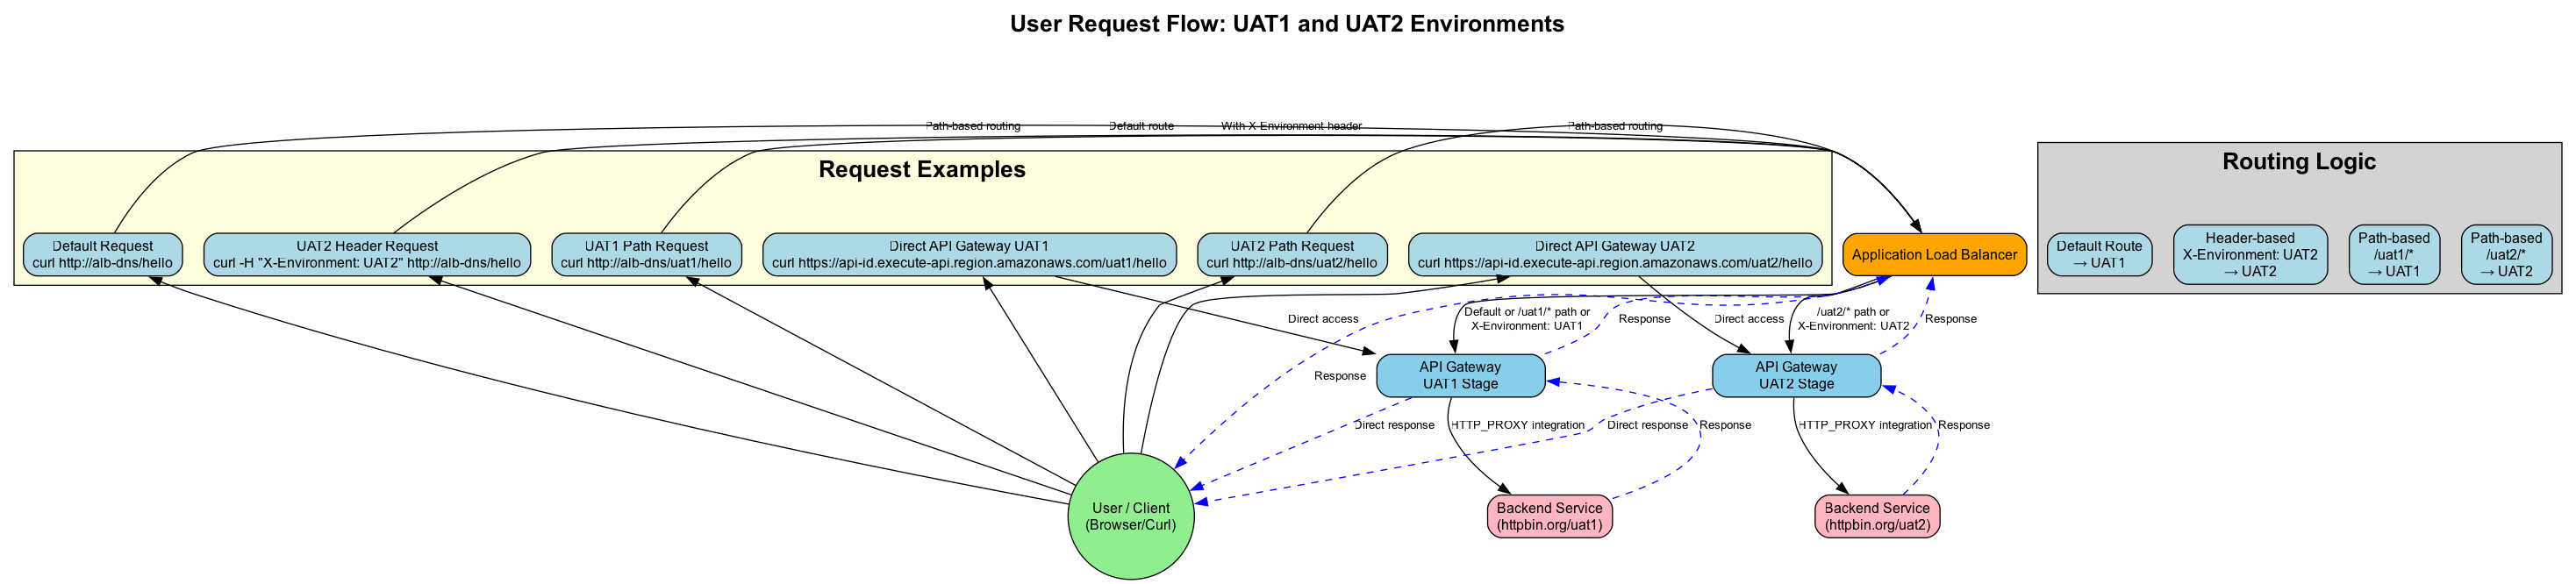 User Request Flow: UAT1 and UAT2 Environments
Path-based routing
Default route
With X-Environment header
Path-based routing
Request Examples
Default Request
curl http://alb-dns/hello
UAT2 Header Request
curl -H "X-Environment: UAT2" http://alb-dns/hello
UAT1 Path Request
curl http://alb-dns/uat1/hello
Direct API Gateway UAT1
curl https://api-id.execute-api.region.amazonaws.com/uat1/hello
UAT2 Path Request
curl http://alb-dns/uat2/hello
Direct API Gateway UAT2
curl https://api-id.execute-api.region.amazonaws.com/uat2/hello
Application Load Balancer
Routing Logic
Default Route
→ UAT1
Header-based
X-Environment: UAT2
→ UAT2
Path-based
/uat1/*
→ UAT1
Path-based
/uat2/*
→ UAT2
Direct access
Default or /uat1/* path or
X-Environment: UAT1
Response
Direct access
/uat2/* path or
X-Environment: UAT2
Response
Response
API Gateway
UAT1 Stage
API Gateway
UAT2 Stage
Direct response
HTTP_PROXY integration
Direct response
Response
HTTP_PROXY integration
Response
User / Client
(Browser/Curl)
Backend Service
(httpbin.org/uat1)
Backend Service
(httpbin.org/uat2)